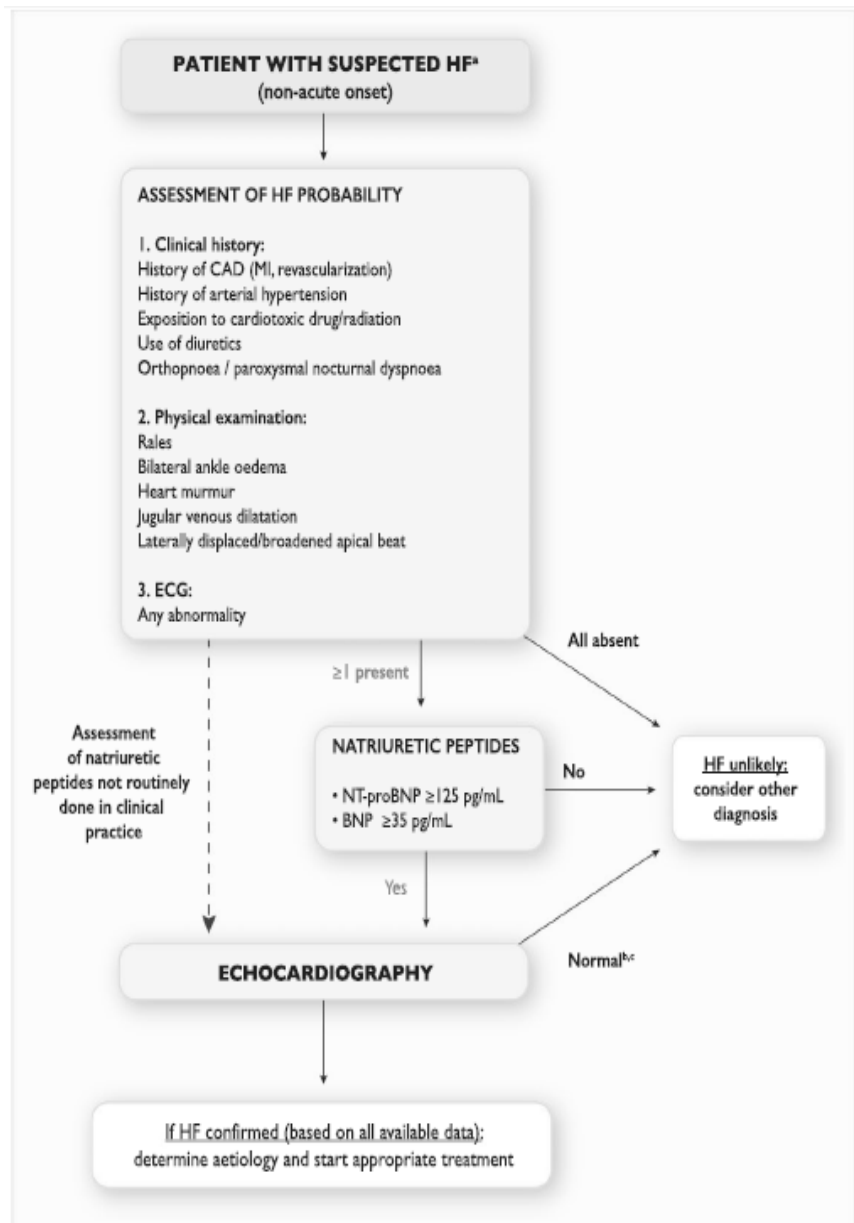 PATIENT WITH SUSPECTED HFᵃ
(non-acute onset)
ASSESSMENT OF HF PROBABILITY
1. Clinical history:
History of CAD (MI, revascularization)
History of arterial hypertension
Exposition to cardiotoxic drug/radiation
Use of diuretics
Orthopnoea / paroxysmal nocturnal dyspnoea
2. Physical examination:
Rales
Bilateral ankle oedema
Heart murmur
Jugular venous dilatation
Laterally displaced/broadened apical beat
3. ECG:
Any abnormality
≥1 present
All absent
Assessment
of natriuretic
peptides not routinely
done in clinical
practice
NATRIURETIC PEPTIDES
• NT-proBNP ≥125 pg/mL
• BNP ≥35 pg/mL
No
HF unlikely:
consider other
diagnosis
Yes
ECHOCARDIOGRAPHY
Normalᵇ,ᶜ
If HF confirmed (based on all available data):
determine aetiology and start appropriate treatment